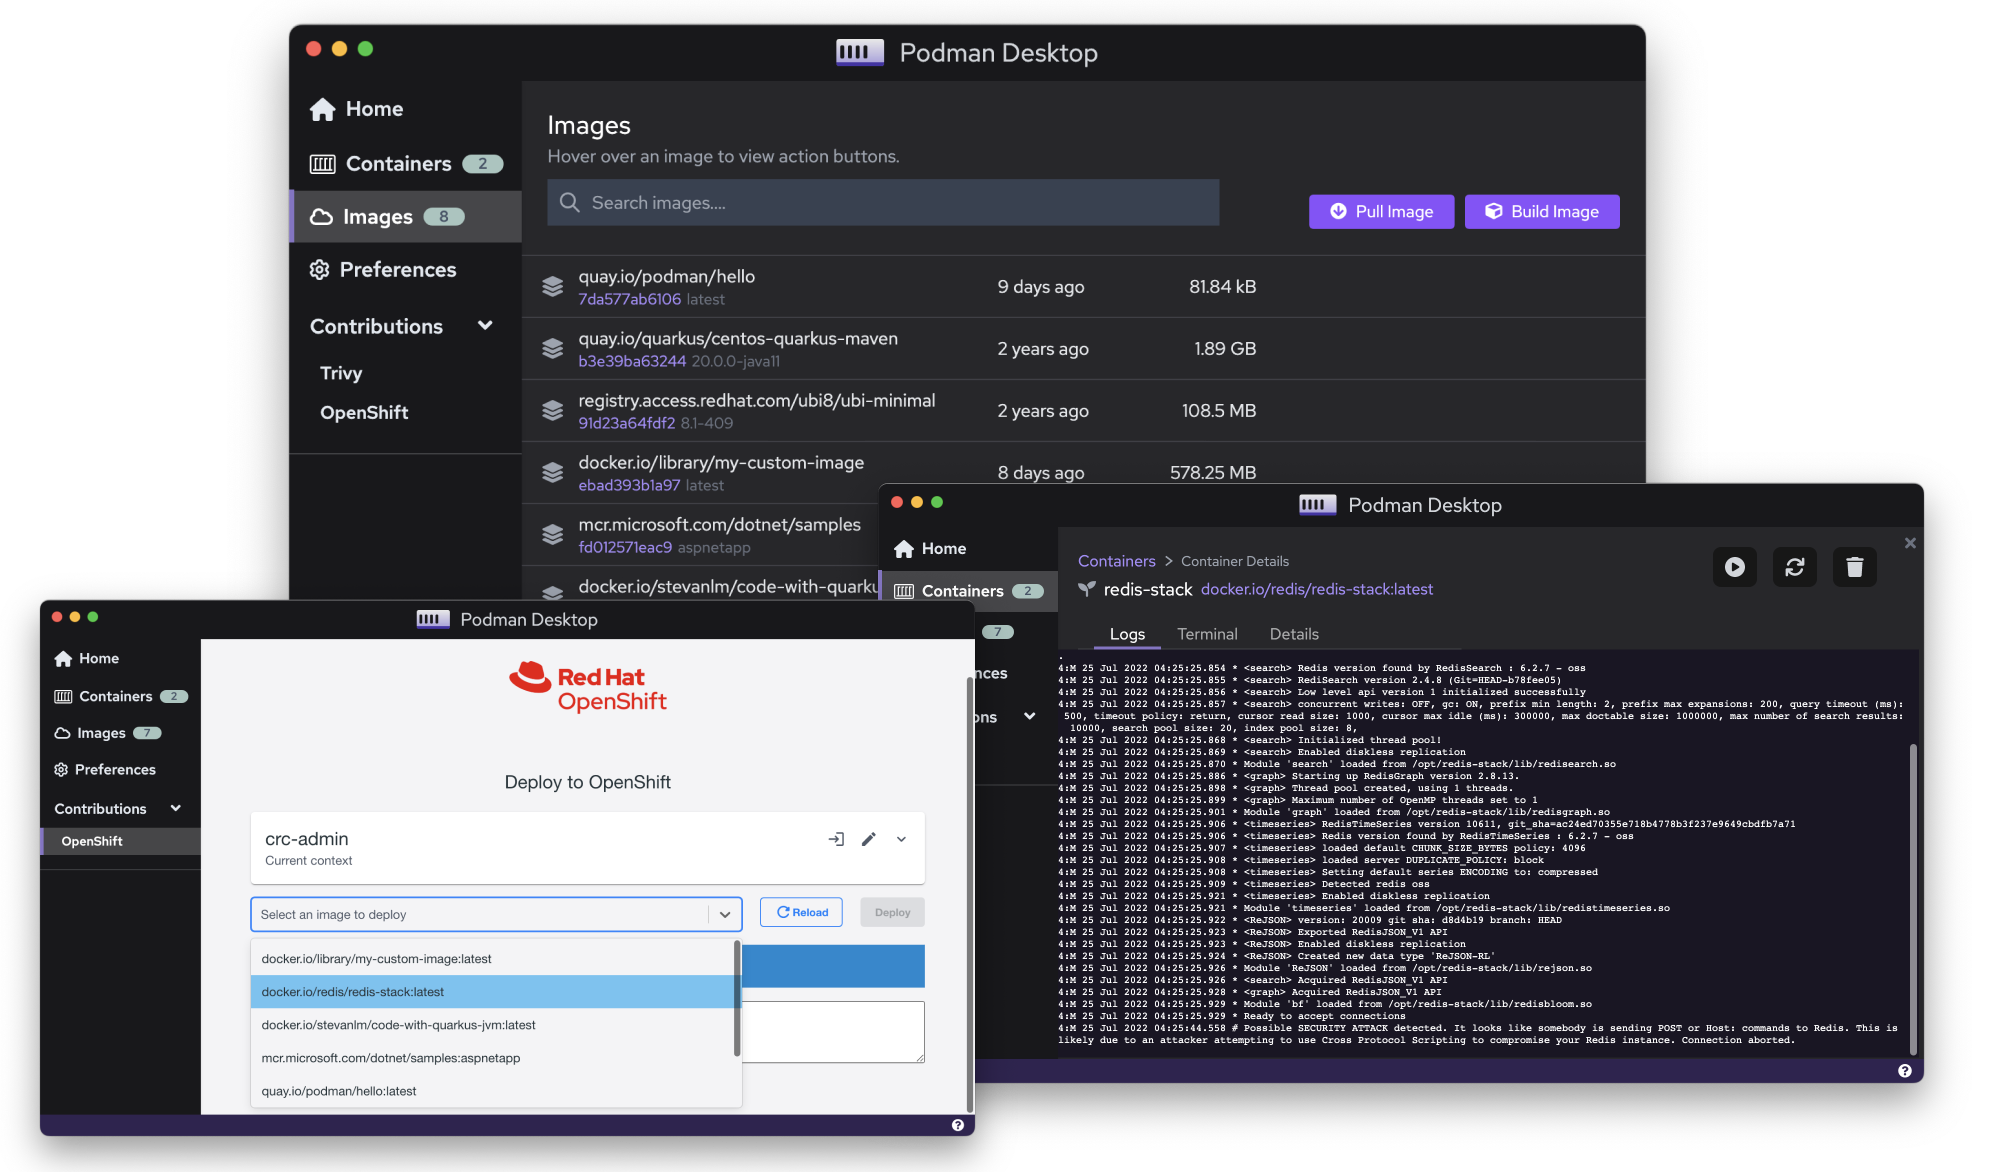 Podman Desktop
Home
Containers 2
Images 8
Preferences
Contributions
Trivy
OpenShift
Images
Hover over an image to view action buttons.
Search images....
Pull Image
Build Image
quay.io/podman/hello
7da577ab6106 latest
9 days ago
81.84 kB
quay.io/quarkus/centos-quarkus-maven
b3e39ba63244 20.0.0-java11
2 years ago
1.89 GB
registry.access.redhat.com/ubi8/ubi-minimal
91d23a64fdf2 8.1-409
2 years ago
108.5 MB
docker.io/library/my-custom-image
ebad393b1a97 latest
8 days ago
578.25 MB
mcr.microsoft.com/dotnet/samples
fd012571eac9 aspnetapp
docker.io/stevanlm/code-with-quarku
Podman Desktop
Home
Containers 2
7
nces
ons
Containers > Container Details
redis-stack docker.io/redis/redis-stack:latest
Logs
Terminal
Details
4:M 25 Jul 2022 04:25:25.854 * <search> Redis version found by RedisSearch : 6.2.7 - oss
4:M 25 Jul 2022 04:25:25.855 * <search> RediSearch version 2.4.8 (Git=HEAD-b78fee05)
4:M 25 Jul 2022 04:25:25.856 * <search> Low level api version 1 initialized successfully
4:M 25 Jul 2022 04:25:25.857 * <search> concurrent writes: OFF, gc: ON, prefix min length: 2, prefix max expansions: 200, query timeout (ms):
500, timeout policy: return, cursor read size: 1000, cursor max idle (ms): 300000, max doctable size: 1000000, max number of search results:
10000, search pool size: 20, index pool size: 8,
4:M 25 Jul 2022 04:25:25.868 * <search> Initialized thread pool!
4:M 25 Jul 2022 04:25:25.869 * <search> Enabled diskless replication
4:M 25 Jul 2022 04:25:25.870 * Module 'search' loaded from /opt/redis-stack/lib/redisearch.so
4:M 25 Jul 2022 04:25:25.886 * <graph> Starting up RedisGraph version 2.8.13.
4:M 25 Jul 2022 04:25:25.898 * <graph> Thread pool created, using 1 threads.
4:M 25 Jul 2022 04:25:25.899 * <graph> Maximum number of OpenMP threads set to 1
4:M 25 Jul 2022 04:25:25.901 * Module 'graph' loaded from /opt/redis-stack/lib/redisgraph.so
4:M 25 Jul 2022 04:25:25.906 * <timeseries> RedisTimeSeries version 10611, git_sha=ac24ed70355e718b4778b3f237e9649cbdfb7a71
4:M 25 Jul 2022 04:25:25.906 * <timeseries> Redis version found by RedisTimeSeries : 6.2.7 - oss
4:M 25 Jul 2022 04:25:25.907 * <timeseries> loaded default CHUNK_SIZE_BYTES policy: 4096
4:M 25 Jul 2022 04:25:25.908 * <timeseries> loaded server DUPLICATE_POLICY: block
4:M 25 Jul 2022 04:25:25.908 * <timeseries> Setting default series ENCODING to: compressed
4:M 25 Jul 2022 04:25:25.909 * <timeseries> Detected redis oss
4:M 25 Jul 2022 04:25:25.921 * <timeseries> Enabled diskless replication
4:M 25 Jul 2022 04:25:25.908 * Module 'timeseries' loaded from /opt/redis-stack/lib/redistimeseries.so
4:M 25 Jul 2022 04:25:25.922 * <ReJSON> version: 20009 git sha: d8d4b19 branch: HEAD
4:M 25 Jul 2022 04:25:25.923 * <ReJSON> Exported RedisJSON_V1 API
4:M 25 Jul 2022 04:25:25.923 * <ReJSON> Enabled diskless replication
4:M 25 Jul 2022 04:25:25.924 * <ReJSON> Created new data type 'ReJSON-RL'
4:M 25 Jul 2022 04:25:25.926 * Module 'ReJSON' loaded from /opt/redis-stack/lib/rejson.so
4:M 25 Jul 2022 04:25:25.926 * <search> Acquired RedisJSON_V1 API
4:M 25 Jul 2022 04:25:25.928 * <graph> Acquired RedisJSON_V1 API
4:M 25 Jul 2022 04:25:25.929 * Module 'bf' loaded from /opt/redis-stack/lib/redisbloom.so
4:M 25 Jul 2022 04:25:25.929 * Ready to accept connections
4:M 25 Jul 2022 04:25:44.558 # Possible SECURITY ATTACK detected. It looks like somebody is sending POST or Host: commands to Redis. This is
likely due to an attacker attempting to use Cross Protocol Scripting to compromise your Redis instance. Connection aborted.
Podman Desktop
Home
Containers 2
Images 7
Preferences
Contributions
OpenShift
Red Hat
OpenShift
Deploy to OpenShift
crc-admin
Current context
Select an image to deploy
Reload
Deploy
docker.io/library/my-custom-image:latest
docker.io/redis/redis-stack:latest
docker.io/stevanlm/code-with-quarkus-jvm:latest
mcr.microsoft.com/dotnet/samples:aspnetapp
quay.io/podman/hello:latest